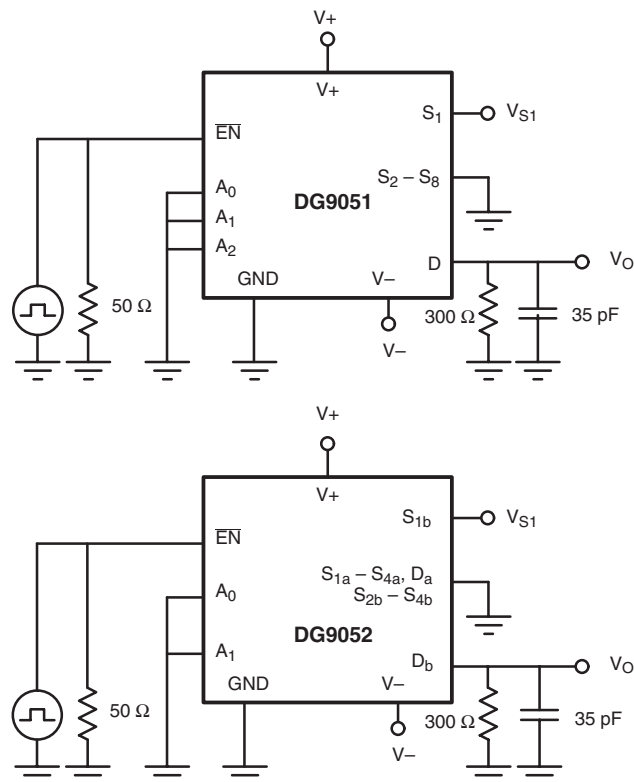 V+
V+
S1
VS1
EN
S2 – S8
A0
DG9051
A1
A2
D
VO
GND
V–
50 Ω
300 Ω
35 pF
V–
V+
V+
S1b
VS1
EN
S1a – S4a, Da
A0
S2b – S4b
DG9052
A1
Db
VO
GND
V–
50 Ω
300 Ω
35 pF
V–